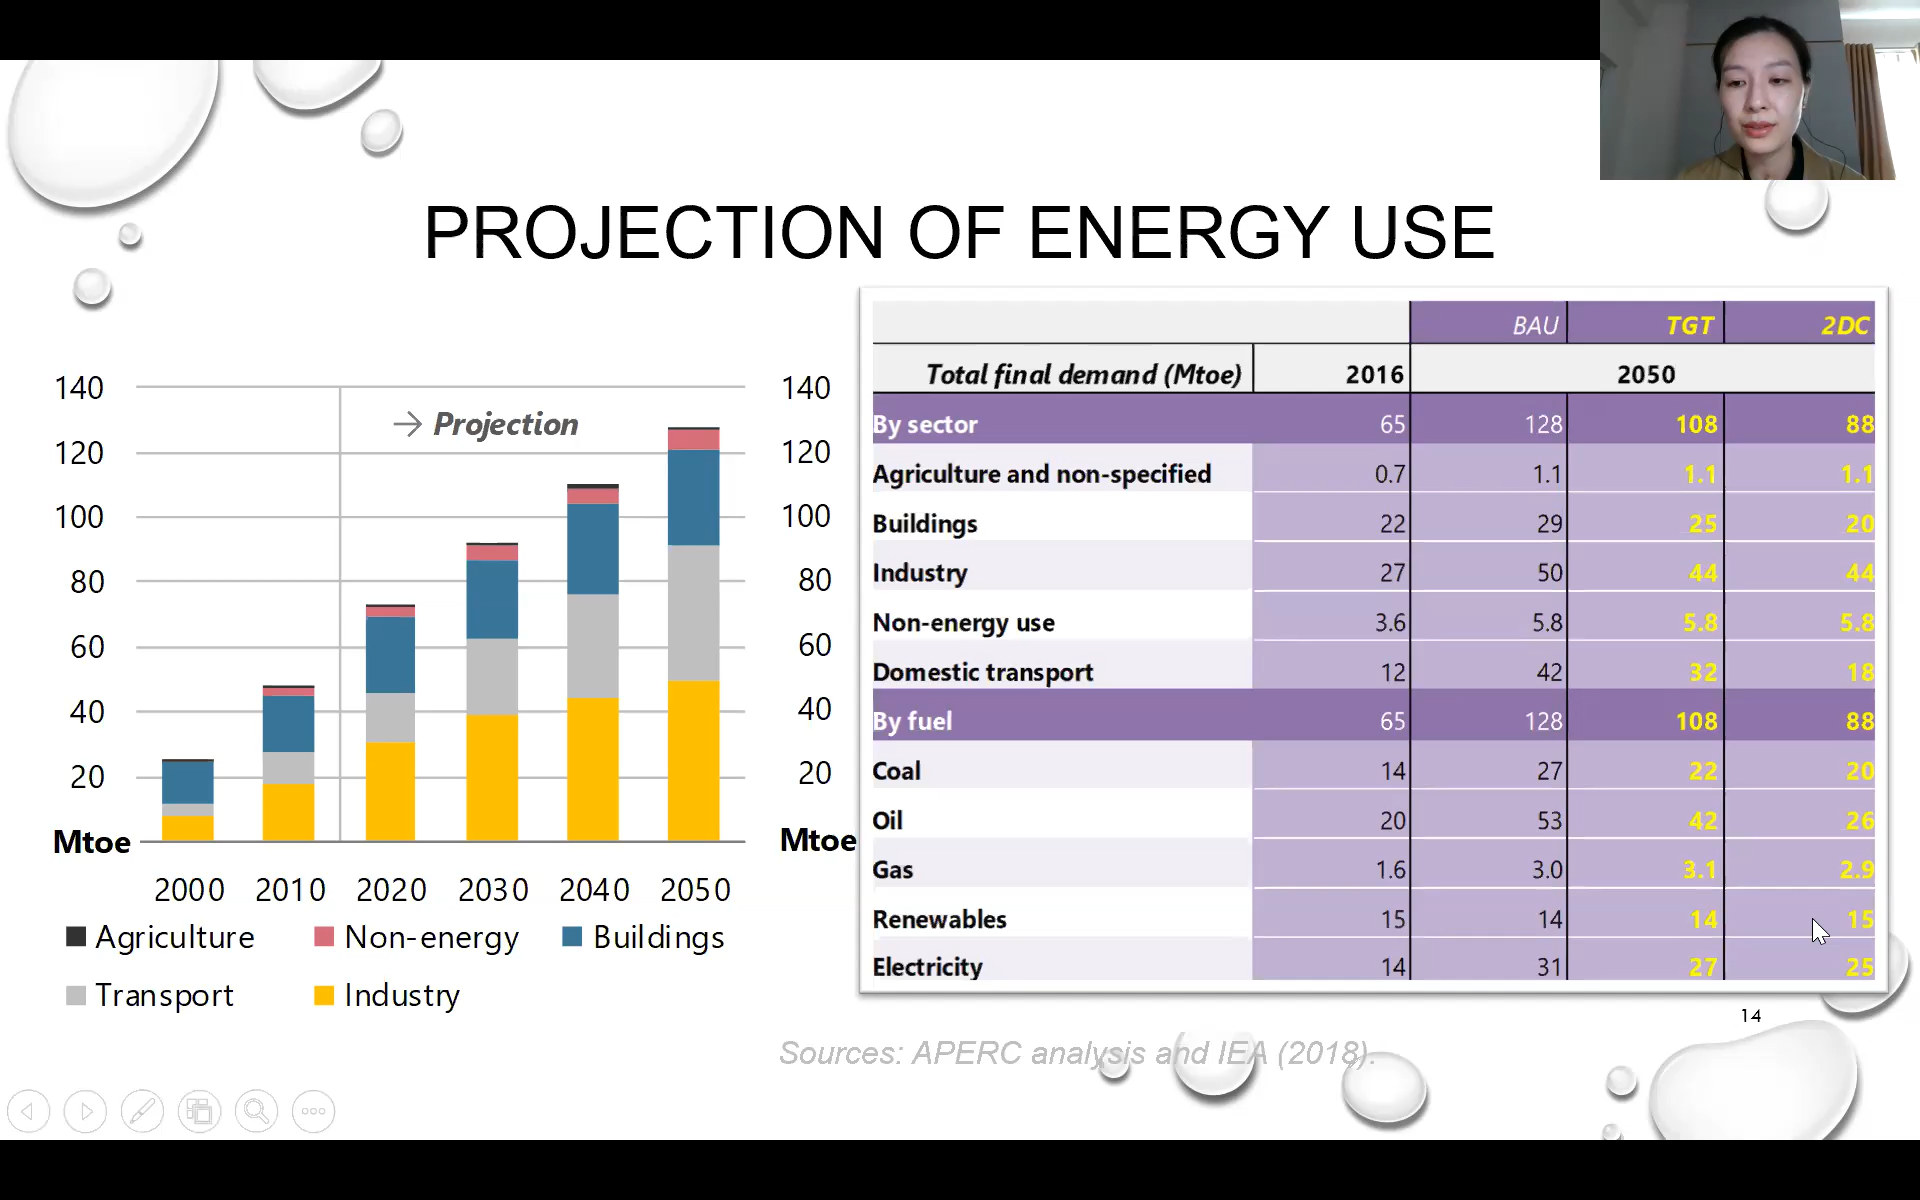 PROJECTION OF ENERGY USE
140
120
100
80
60
40
20
Mtoe
→ Projection
2000 2010 2020 2030 2040 2050
Agriculture Non-energy Buildings
Transport Industry
140
120
100
80
60
40
20
Mtoe
BAU TGT 2DC
Total final demand (Mtoe) 2016 2050
By sector 65 128 108 88
Agriculture and non-specified 0.7 1.1 1.1 1.1
Buildings 22 29 25 20
Industry 27 50 44 44
Non-energy use 3.6 5.8 5.8 5.8
Domestic transport 12 42 32 18
By fuel 65 128 108 88
Coal 14 27 22 20
Oil 20 53 42 26
Gas 1.6 3.0 3.1 2.9
Renewables 15 14 14 15
Electricity 14 31 27 25
14
Sources: APERC analysis and IEA (2018).